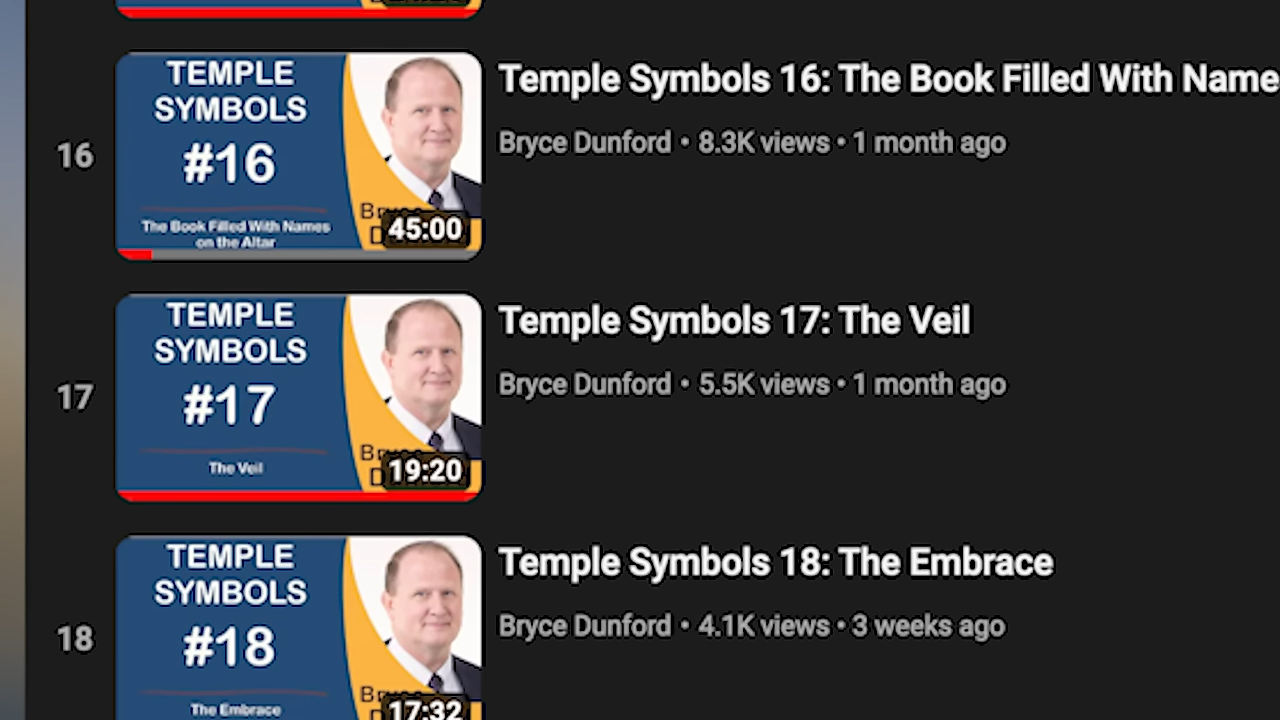 16
TEMPLE
SYMBOLS
#16
The Book Filled With Names
on the Altar
45:00
Temple Symbols 16: The Book Filled With Name
Bryce Dunford • 8.3K views • 1 month ago
17
TEMPLE
SYMBOLS
#17
The Veil
19:20
Temple Symbols 17: The Veil
Bryce Dunford • 5.5K views • 1 month ago
18
TEMPLE
SYMBOLS
#18
The Embrace
17:32
Temple Symbols 18: The Embrace
Bryce Dunford • 4.1K views • 3 weeks ago